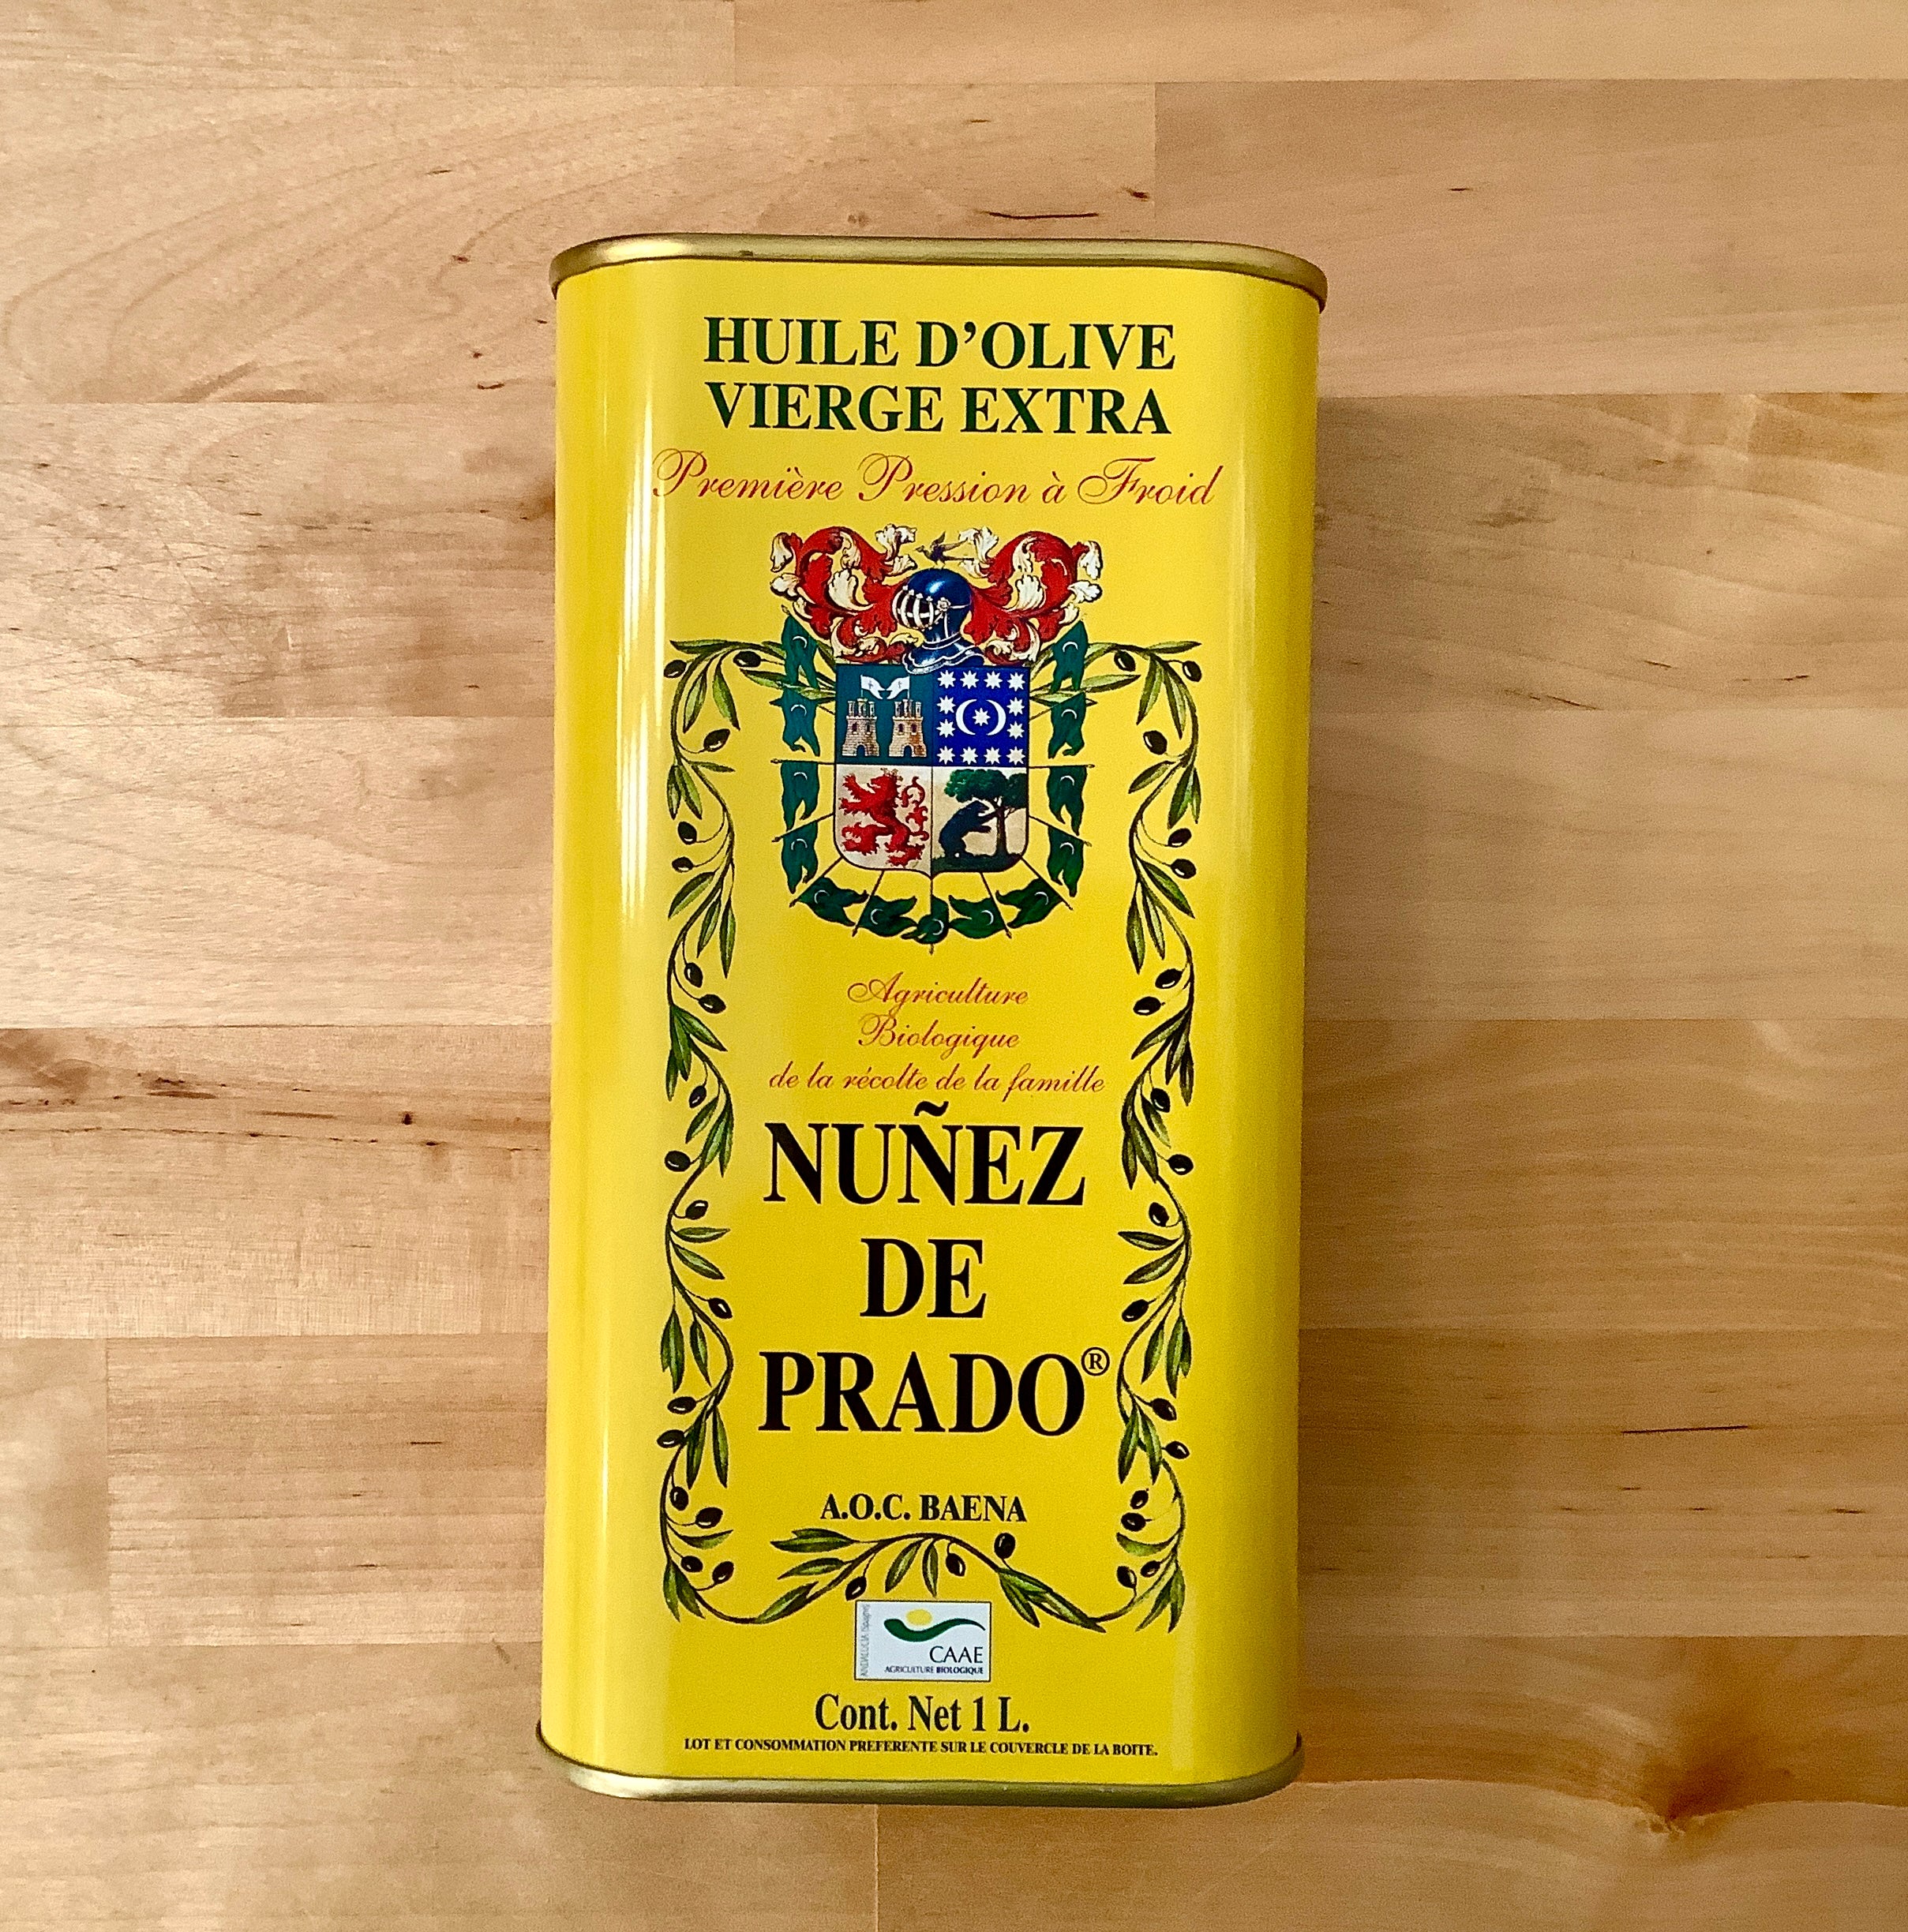 HUILE D'OLIVE
VIERGE EXTRA
Première Pression à Froid
Agriculture
Biologique
de la récolte de la famille
NUÑEZ
DE
PRADO®
A.O.C. BAENA
CAAE
AGRICULTURE BIOLOGIQUE
Cont. Net 1 L.
LOT ET CONSOMMATION PREFERENTE SUR LE COUVERCLE DE LA BOITE.